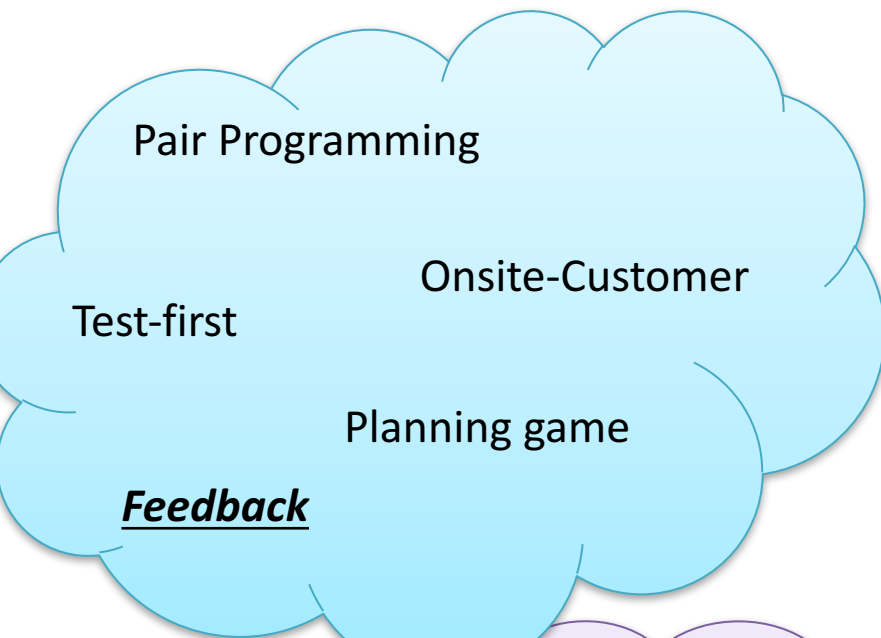 Pair Programming
Onsite-Customer
Test-first
Planning game
Feedback